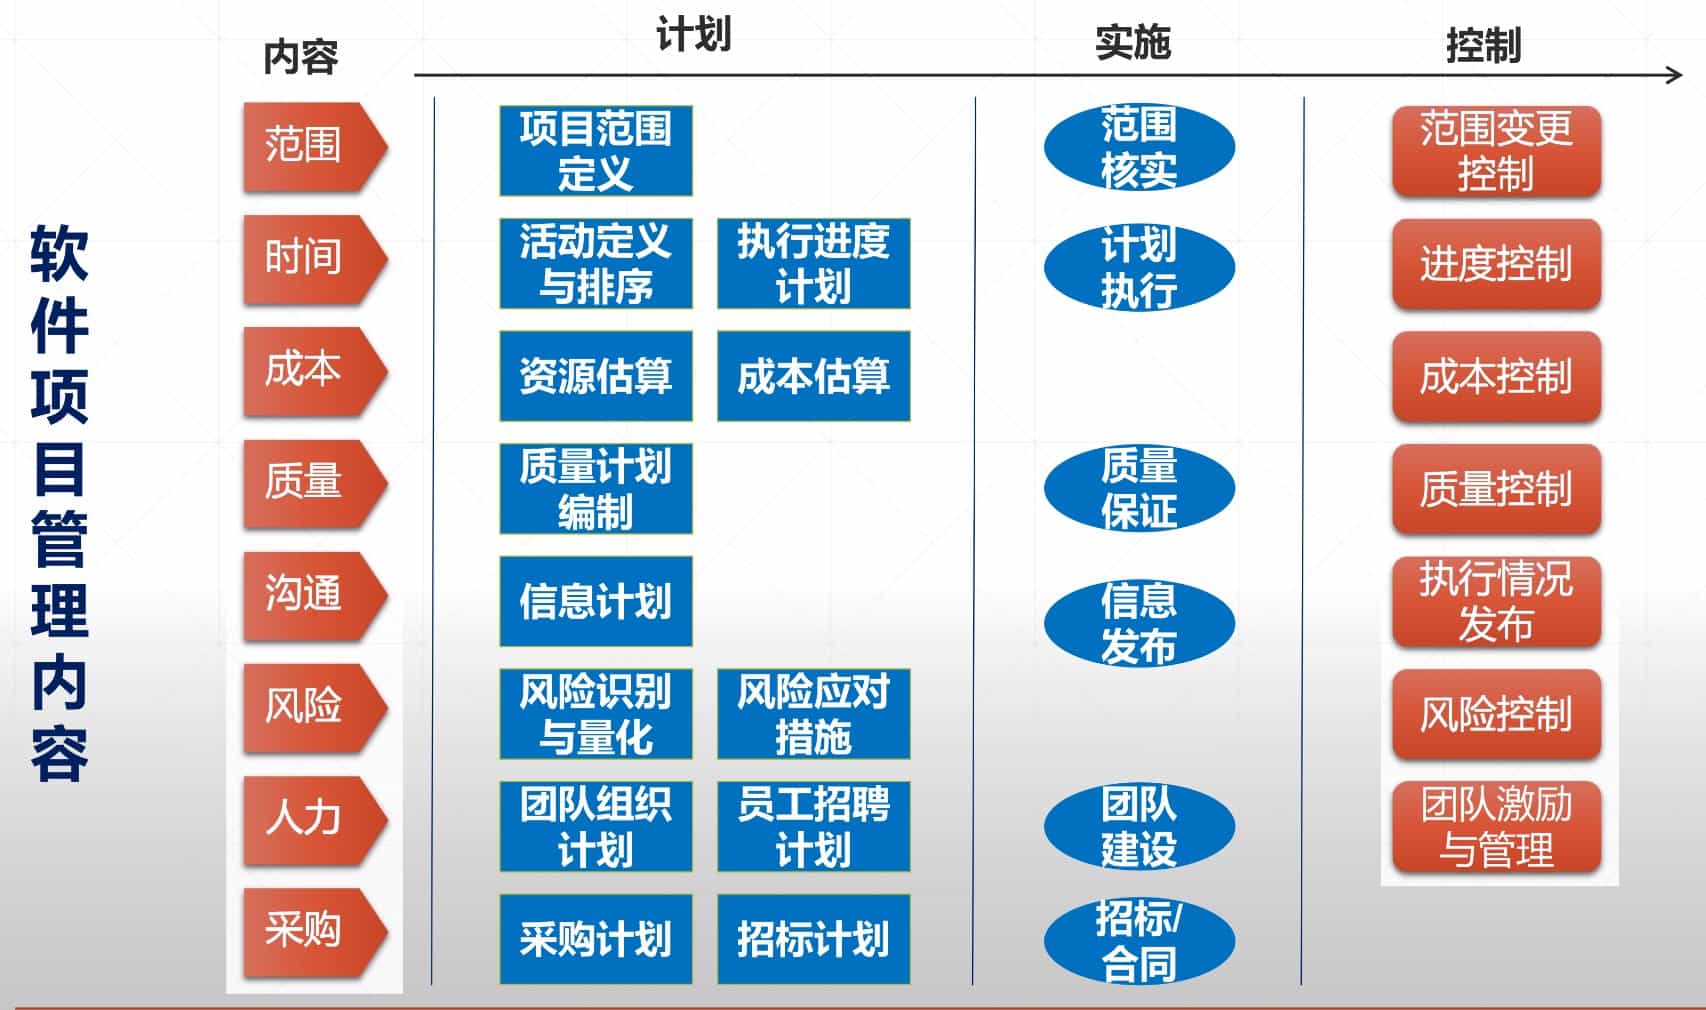 软件项目管理内容
内容
计划
实施
控制
范围
项目范围
定义
范围
核实
范围变更
控制
时间
活动定义
与排序
执行进度
计划
计划
执行
进度控制
成本
资源估算
成本估算
成本控制
质量
质量计划
编制
质量
保证
质量控制
沟通
信息计划
信息
发布
执行情况
发布
风险
风险识别
与量化
风险应对
措施
风险控制
人力
团队组织
计划
员工招聘
计划
团队
建设
团队激励
与管理
采购
采购计划
招标计划
招标/
合同